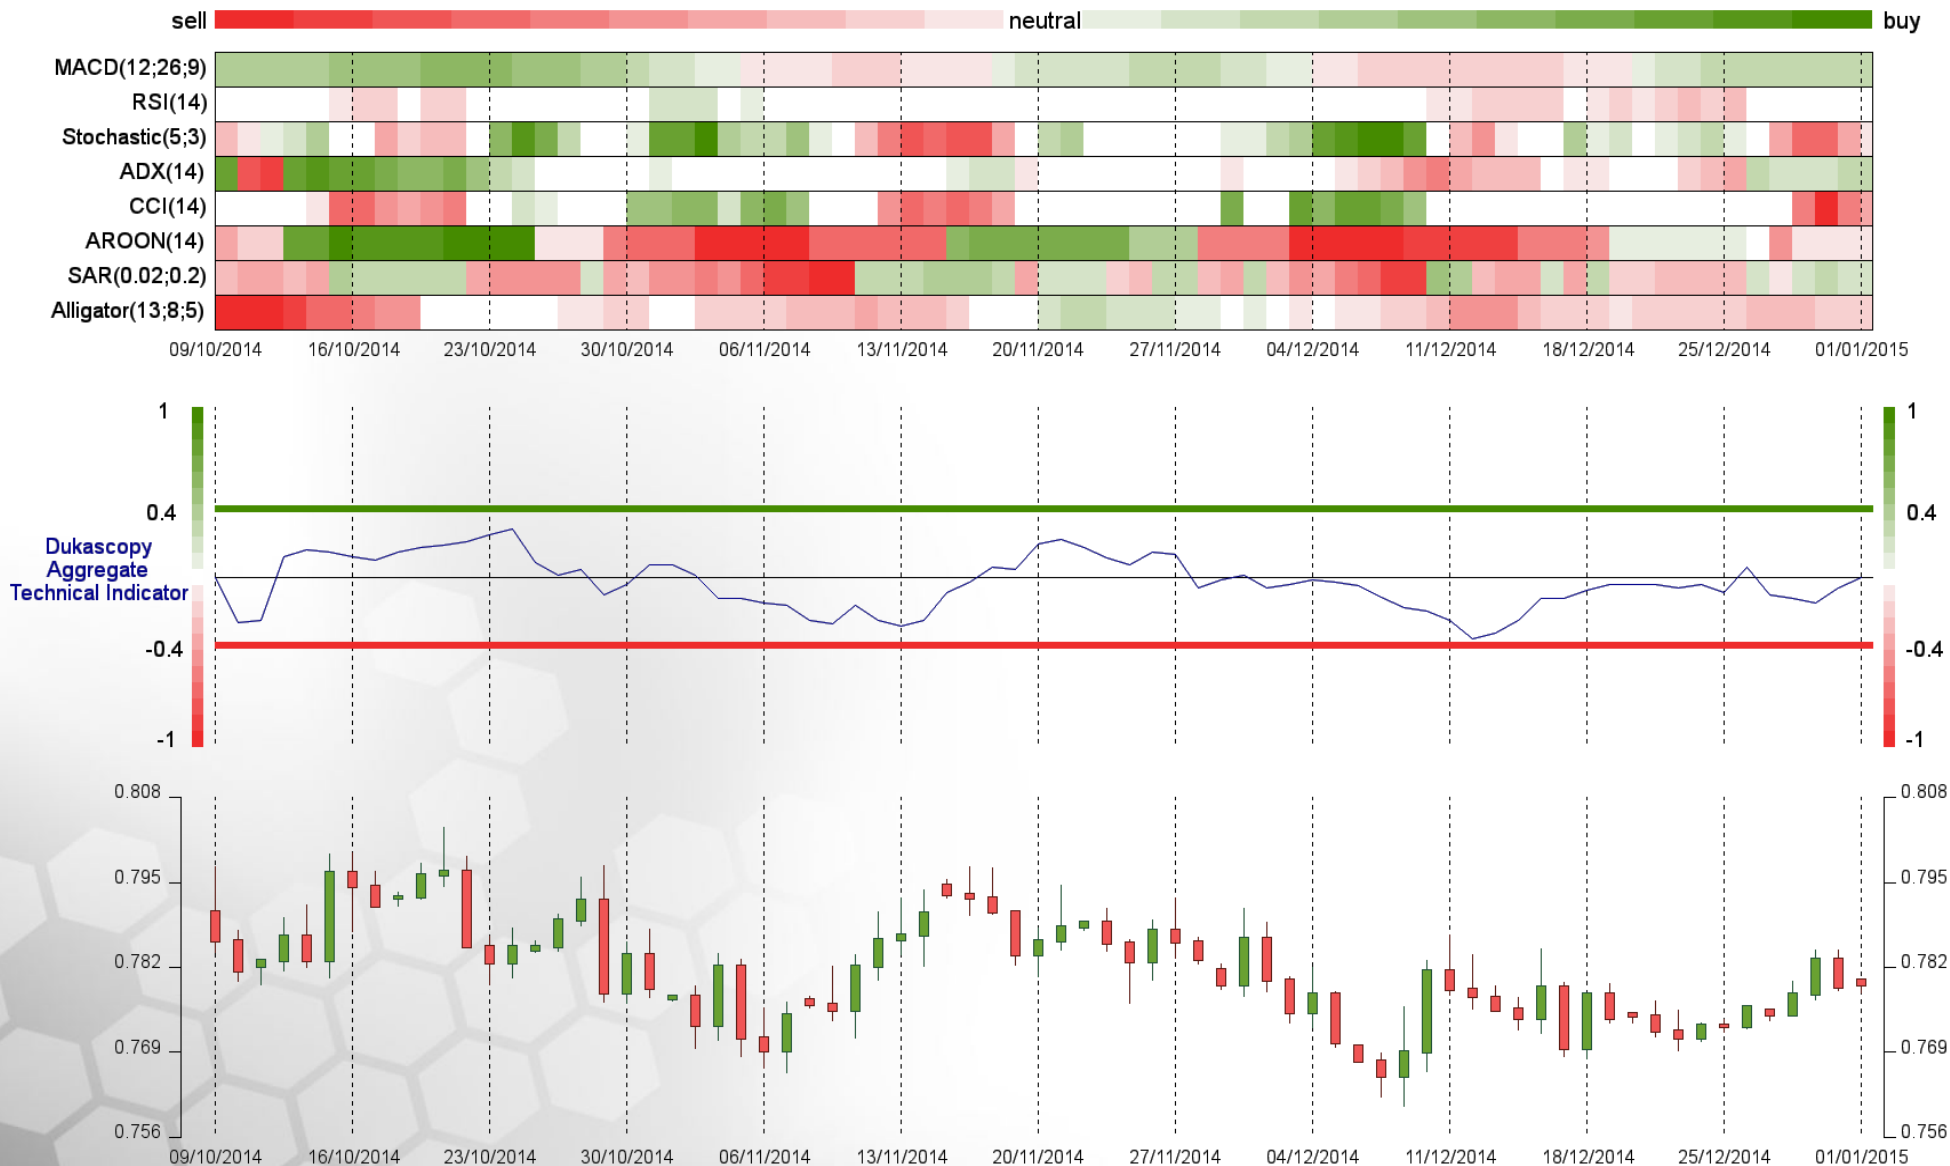 sell neutral buy
MACD(12;26;9)
RSI(14)
Stochastic(5;3)
ADX(14)
CCI(14)
AROON(14)
SAR(0.02;0.2)
Alligator(13;8;5)
09/10/2014 16/10/2014 23/10/2014 30/10/2014 06/11/2014 13/11/2014 20/11/2014 27/11/2014 04/12/2014 11/12/2014 18/12/2014 25/12/2014 01/01/2015
1 1
0.4 0.4
Dukascopy
Aggregate
Technical Indicator
-0.4 -0.4
-1 -1
0.808 0.808
0.795 0.795
0.782 0.782
0.769 0.769
0.756 0.756
09/10/2014 16/10/2014 23/10/2014 30/10/2014 06/11/2014 13/11/2014 20/11/2014 27/11/2014 04/12/2014 11/12/2014 18/12/2014 25/12/2014 01/01/2015